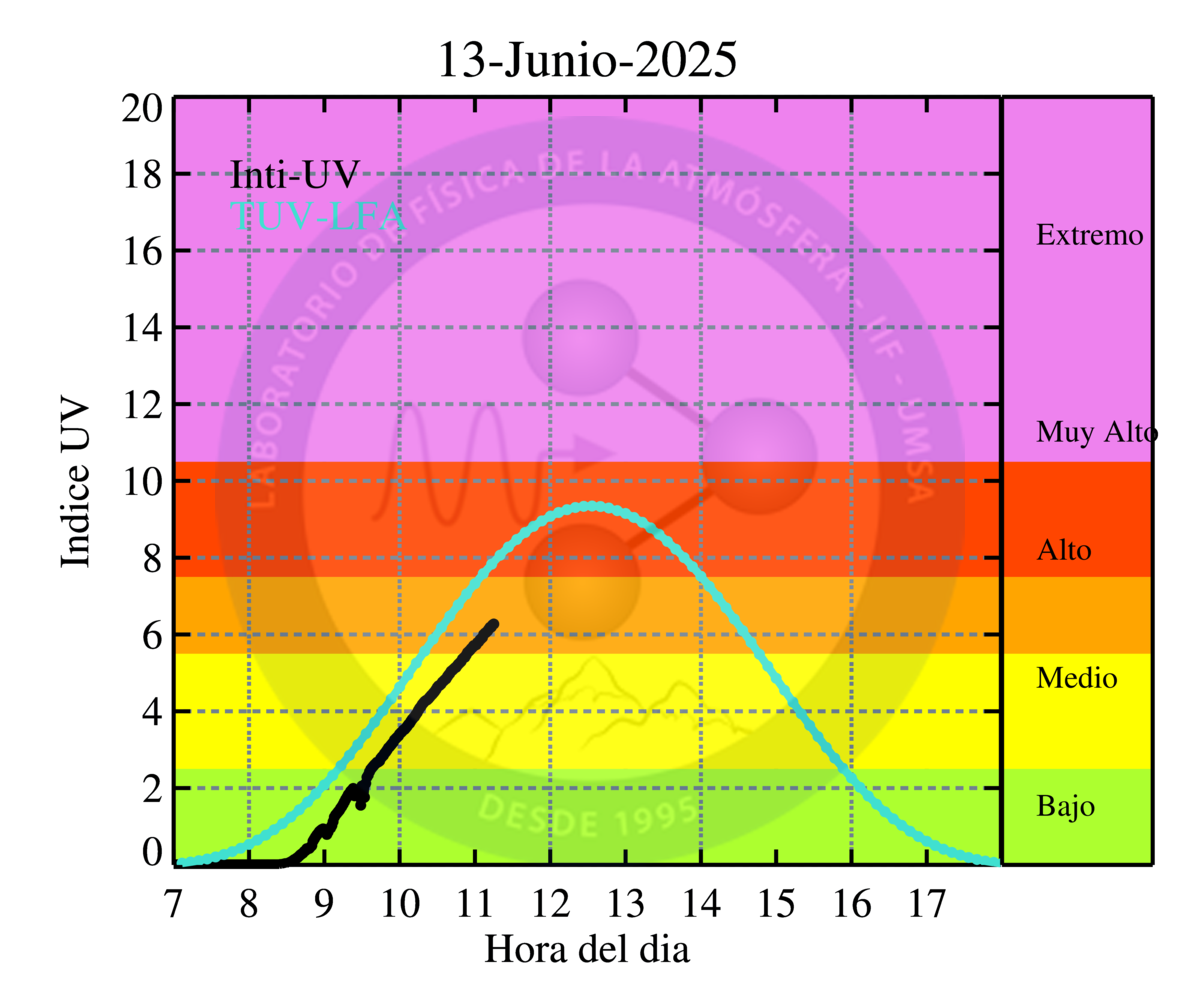 13-Junio-2025
Indice UV
20
18
16
14
12
10
8
6
4
2
0
Inti-UV
TUV-LFA
LABORATORIO DE FÍSICA DE LA ATMÓSFERA - IIF - UMSA
DESDE 1995
Extremo
Muy Alto
Alto
Medio
Bajo
7 8 9 10 11 12 13 14 15 16 17
Hora del dia